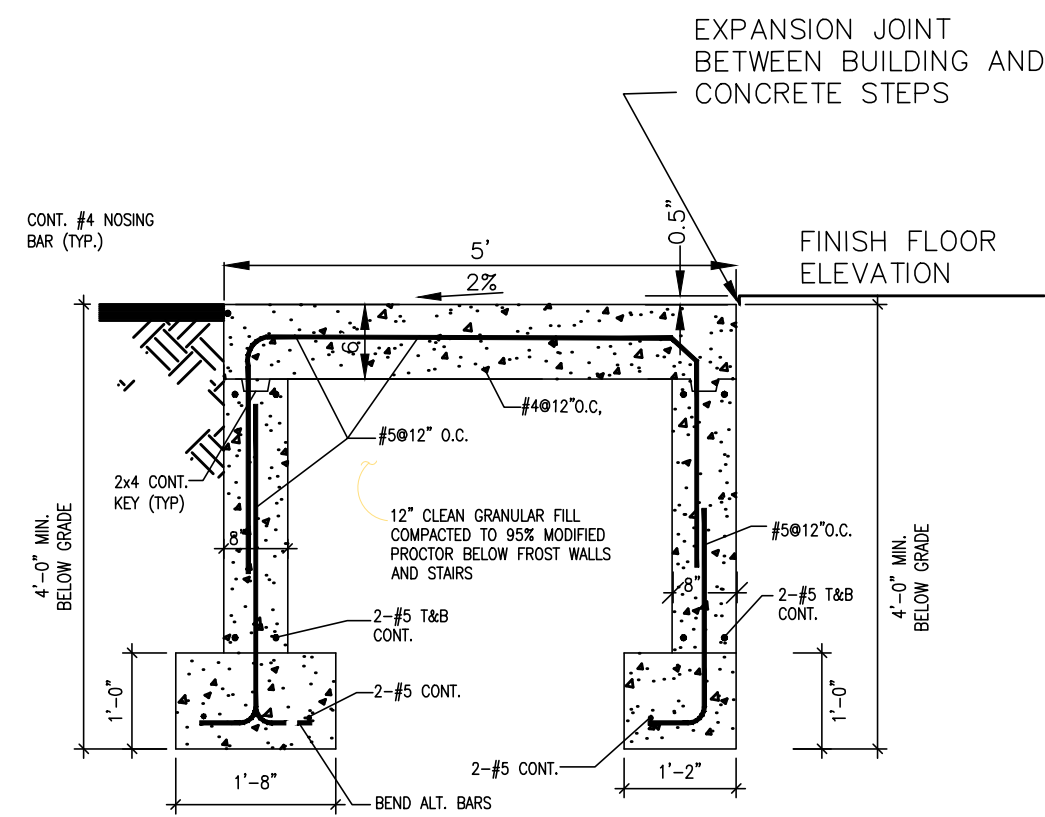 EXPANSION JOINT
BETWEEN BUILDING AND
CONCRETE STEPS
CONT. #4 NOSING
BAR (TYP.)
0.5"
FINISH FLOOR
ELEVATION
5'
2%
6"
#4@12"O.C,
#5@12" O.C.
2x4 CONT.
KEY (TYP)
12" CLEAN GRANULAR FILL
COMPACTED TO 95% MODIFIED
PROCTOR BELOW FROST WALLS
AND STAIRS
4'-0" MIN.
BELOW GRADE
8"
#5@12"O.C.
4'-0" MIN.
BELOW GRADE
8"
2-#5 T&B
CONT.
2-#5 T&B
CONT.
1'-0"
2-#5 CONT.
1'-0"
2-#5 CONT.
1'-8"
1'-2"
BEND ALT. BARS